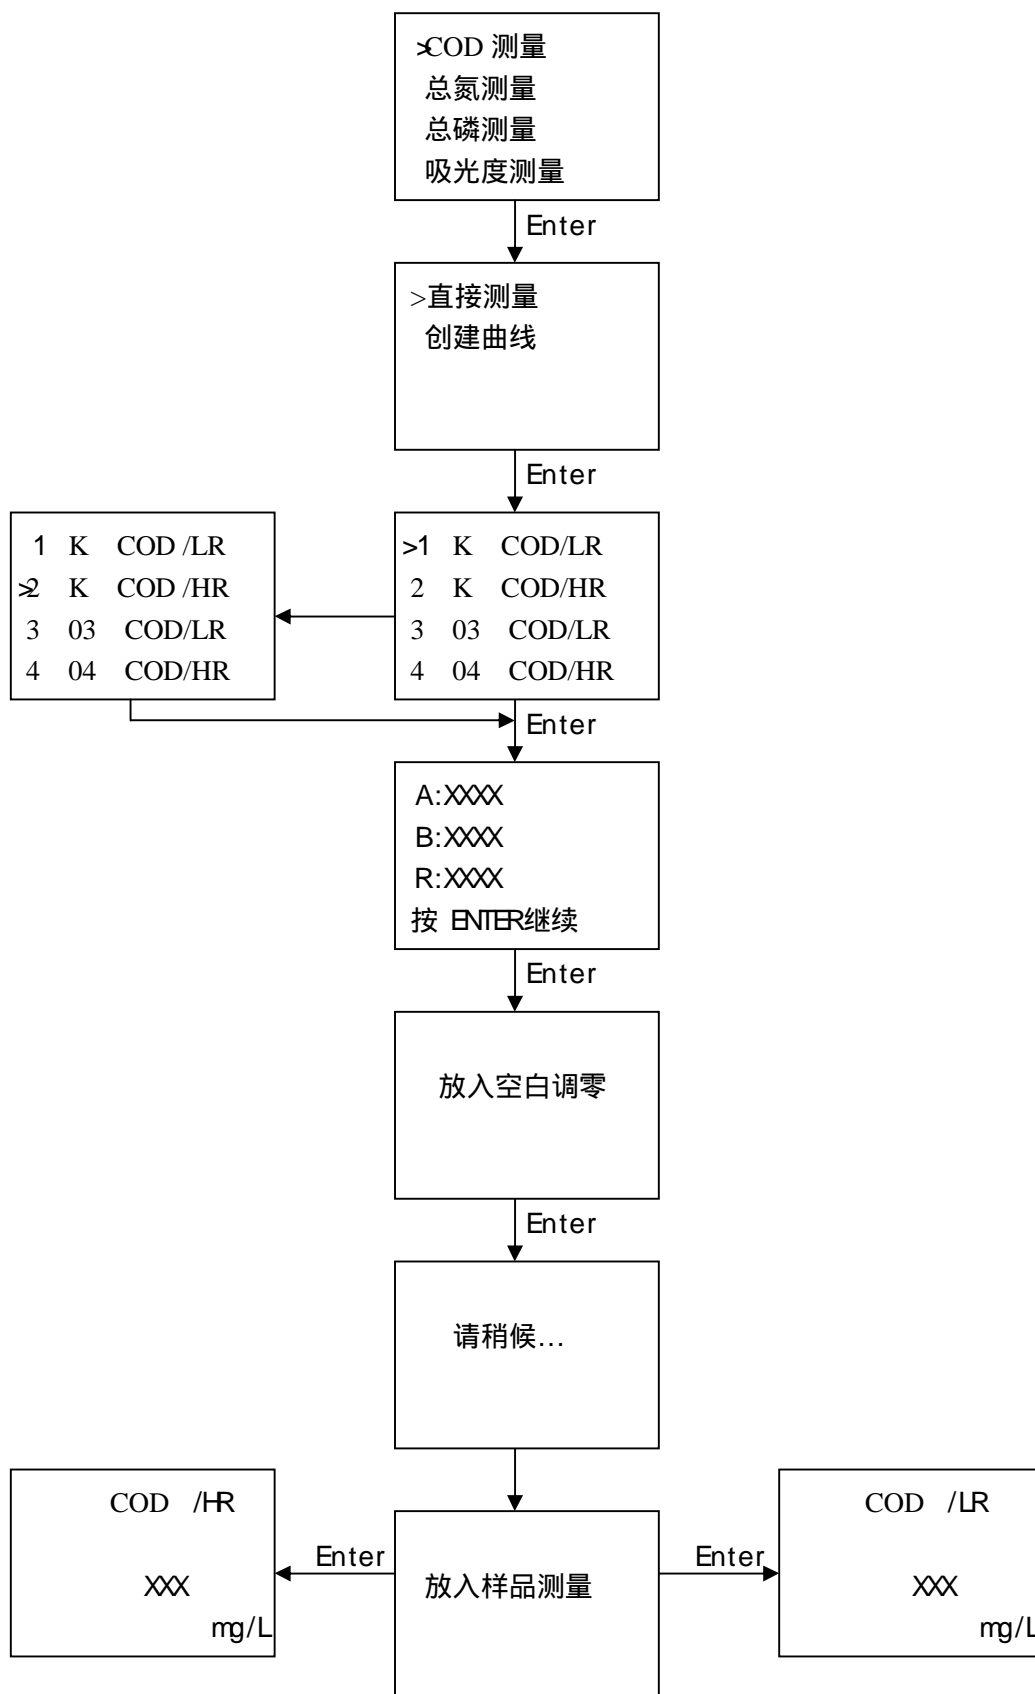 >COD 测量
总氮测量
总磷测量
吸光度测量
Enter
>直接测量
创建曲线
Enter
1 K COD /LR
>2 K COD /HR
3 03 COD/LR
4 04 COD/HR
>1 K COD/LR
2 K COD/HR
3 03 COD/LR
4 04 COD/HR
Enter
A:XXXX
B:XXXX
R:XXXX
按 ENTER继续
Enter
放入空白调零
Enter
请稍候…
COD /HR
XXX
mg/L
Enter
放入样品测量
Enter
COD /LR
XXX
mg/L